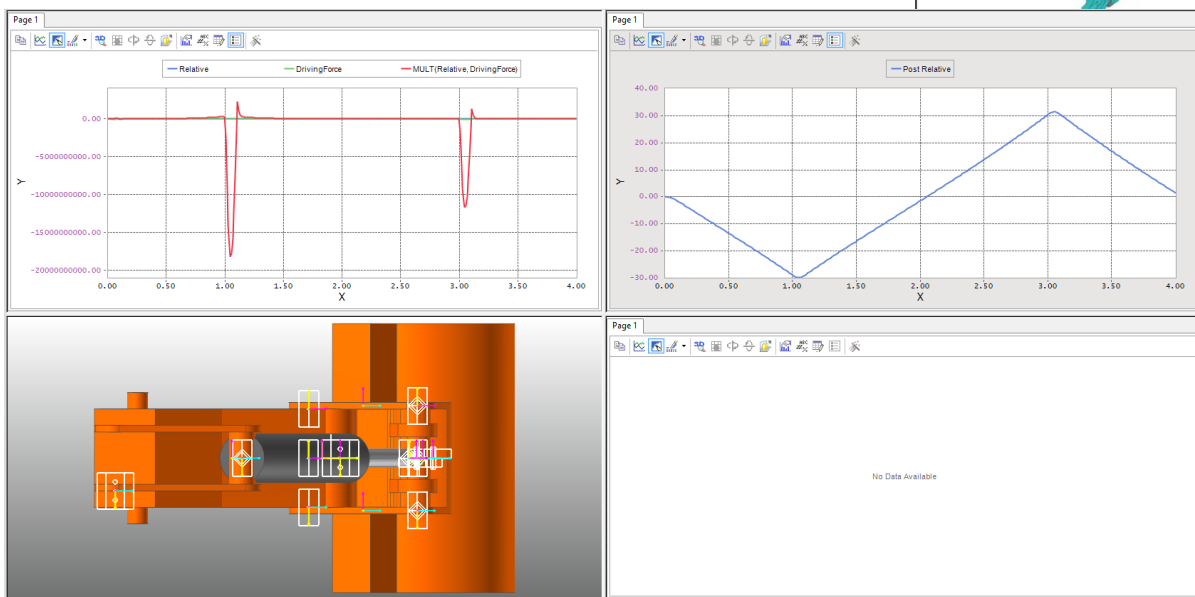 Page 1
Relative DrivingForce MULT(Relative, DrivingForce)
Y
0.00
-5000000000.00
-10000000000.00
-15000000000.00
-20000000000.00
0.00 0.50 1.00 1.50 2.00 2.50 3.00 3.50 4.00
X
Page 1
Post Relative
Y
40.00
30.00
20.00
10.00
0.00
-10.00
-20.00
-30.00
0.00 0.50 1.00 1.50 2.00 2.50 3.00 3.50 4.00
X
Page 1
No Data Available